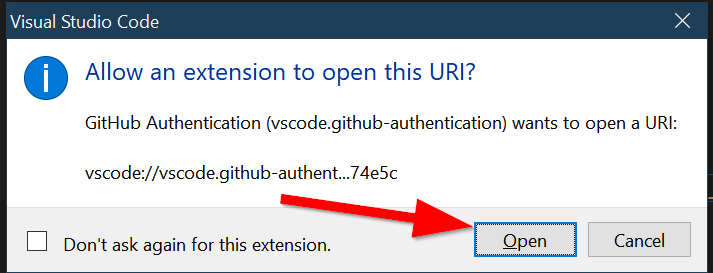 Visual Studio Code
Allow an extension to open this URI?
GitHub Authentication (vscode.github-authentication) wants to open a URI:
vscode://vscode.github-authent...74e5c
Don't ask again for this extension.
Open
Cancel